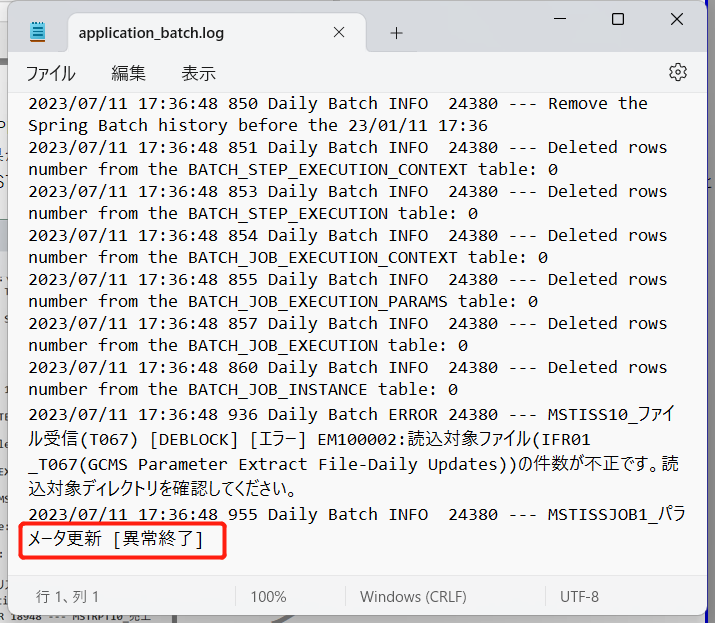 application_batch.log
ファイル 編集 表示
2023/07/11 17:36:48 850 Daily Batch INFO  24380 --- Remove the
Spring Batch history before the 23/01/11 17:36
2023/07/11 17:36:48 851 Daily Batch INFO  24380 --- Deleted rows
number from the BATCH_STEP_EXECUTION_CONTEXT table: 0
2023/07/11 17:36:48 853 Daily Batch INFO  24380 --- Deleted rows
number from the BATCH_STEP_EXECUTION table: 0
2023/07/11 17:36:48 854 Daily Batch INFO  24380 --- Deleted rows
number from the BATCH_JOB_EXECUTION_CONTEXT table: 0
2023/07/11 17:36:48 855 Daily Batch INFO  24380 --- Deleted rows
number from the BATCH_JOB_EXECUTION_PARAMS table: 0
2023/07/11 17:36:48 857 Daily Batch INFO  24380 --- Deleted rows
number from the BATCH_JOB_EXECUTION table: 0
2023/07/11 17:36:48 860 Daily Batch INFO  24380 --- Deleted rows
number from the BATCH_JOB_INSTANCE table: 0
2023/07/11 17:36:48 936 Daily Batch ERROR 24380 --- MSTISS10_ファイ
ル受信(T067) [DEBLOCK] [エラー] EM100002:読込対象ファイル(IFR01
_T067(GCMS Parameter Extract File-Daily Updates))の件数が不正です。読
込対象ディレクトリを確認してください。
2023/07/11 17:36:48 955 Daily Batch INFO  24380 --- MSTISSJOB1_パラ
メータ更新 [異常終了]
行 1、列 1 100% Windows (CRLF) UTF-8